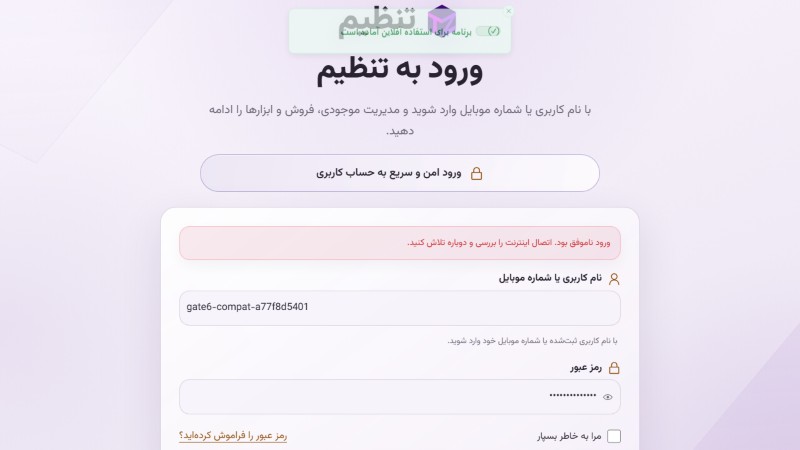 تنظیم
برنامه برای استفاده آفلاین آماده است
ورود به تنظیم
با نام کاربری یا شماره موبایل وارد شوید و مدیریت موجودی، فروش و ابزارها را ادامه
دهید.
ورود امن و سریع به حساب کاربری
ورود ناموفق بود. اتصال اینترنت را بررسی و دوباره تلاش کنید.
نام کاربری یا شماره موبایل
gate6-compat-a77f8d5401
با نام کاربری ثبت‌شده یا شماره موبایل خود وارد شوید.
رمز عبور
••••••••••••••
مرا به خاطر بسپار
رمز عبور را فراموش کرده‌اید؟